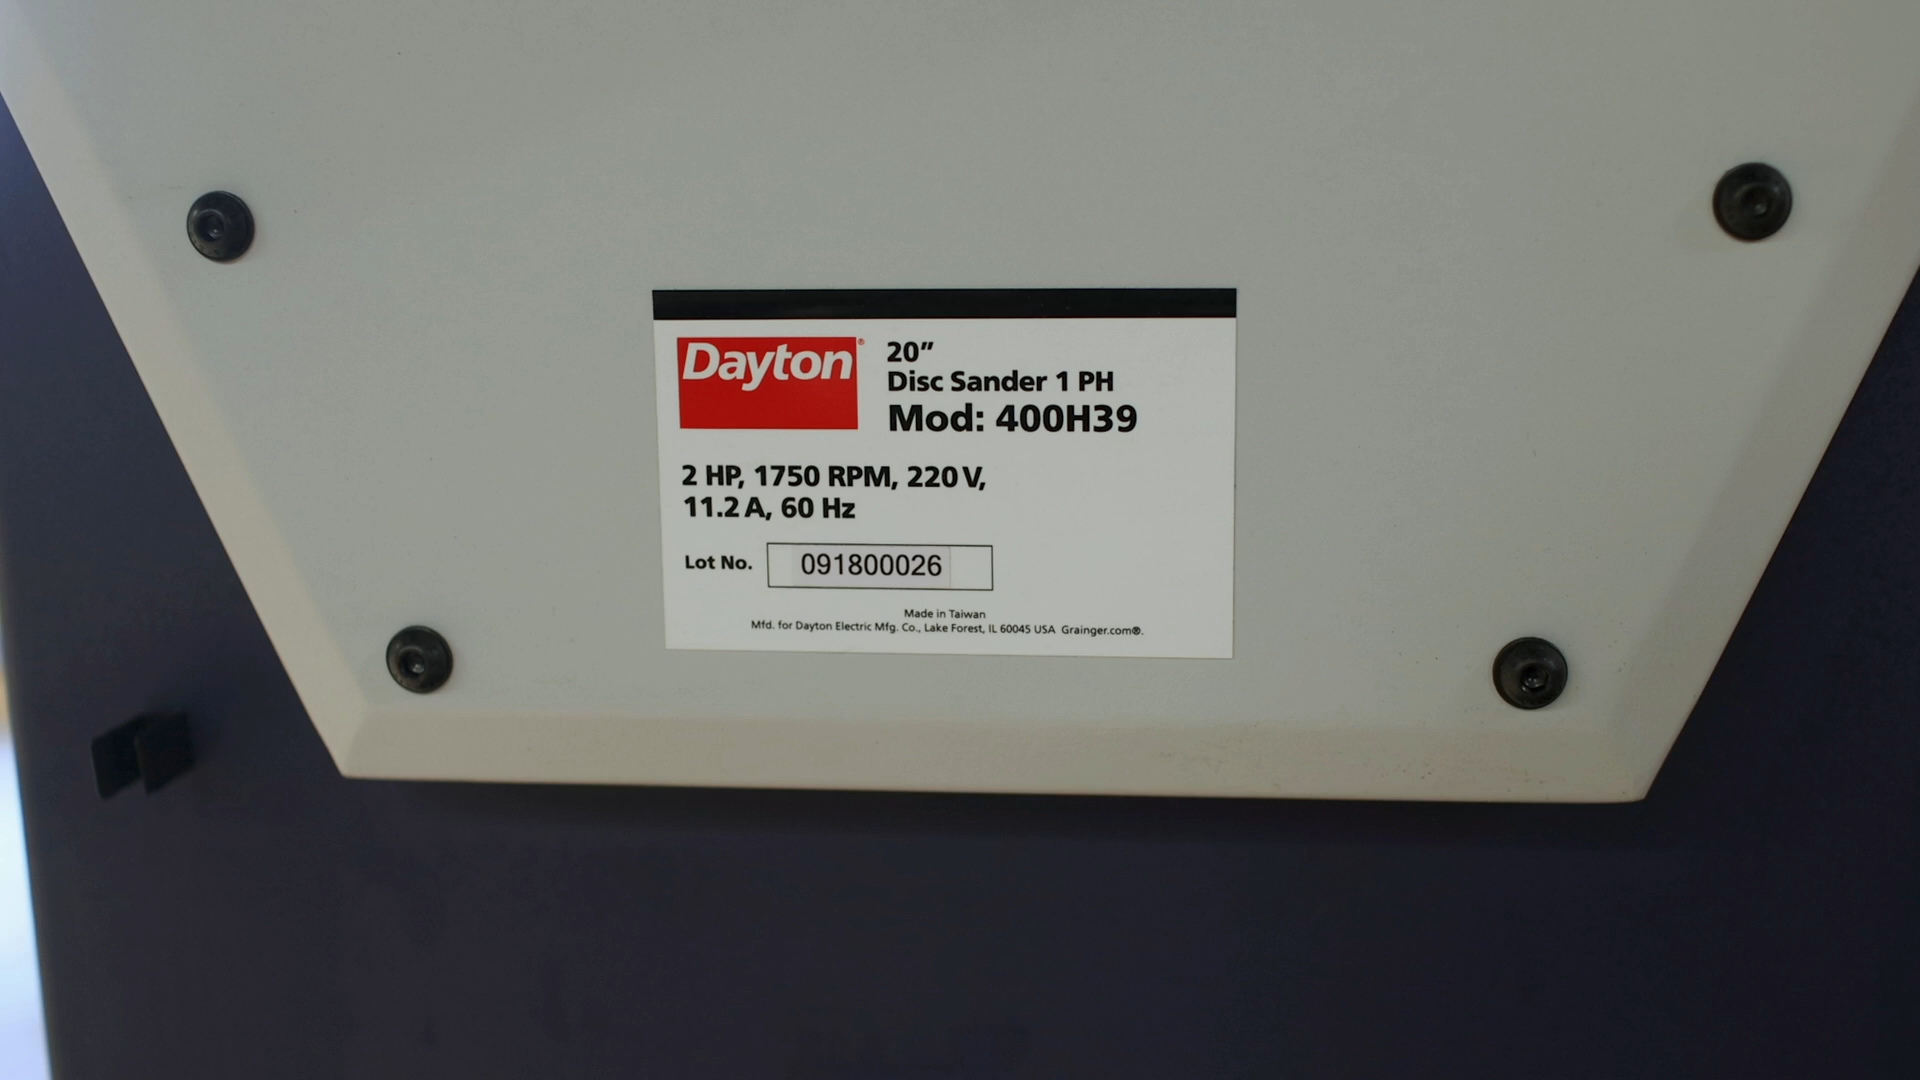 Dayton®
20”
Disc Sander 1 PH
Mod: 400H39
2 HP, 1750 RPM, 220 V,
11.2 A, 60 Hz
Lot No. 091800026
Made in Taiwan
Mfd. for Dayton Electric Mfg. Co., Lake Forest, IL 60045 USA Grainger.com®.